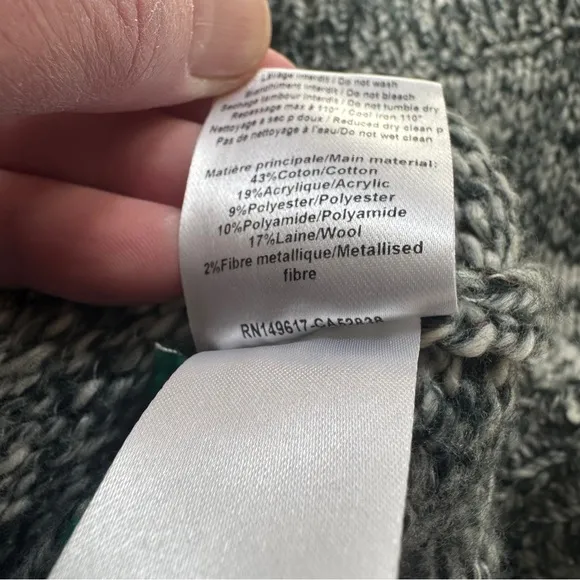 Lavage interdit / Do not wash
Blanchiment interdit / Do not bleach
Séchage tambour interdit / Do not tumble dry
Repassage max à 110° / Cool iron 110°
Nettoyage à sec p doux / Reduced dry clean p
Pas de nettoyage à l'eau/Do not wet clean
Matière principale/Main material:
43%Coton/Cotton
19%Acrylique/Acrylic
9%Polyester/Polyester
10%Polyamide/Polyamide
17%Laine/Wool
2%Fibre metallique/Metallised
fibre
RN149617-